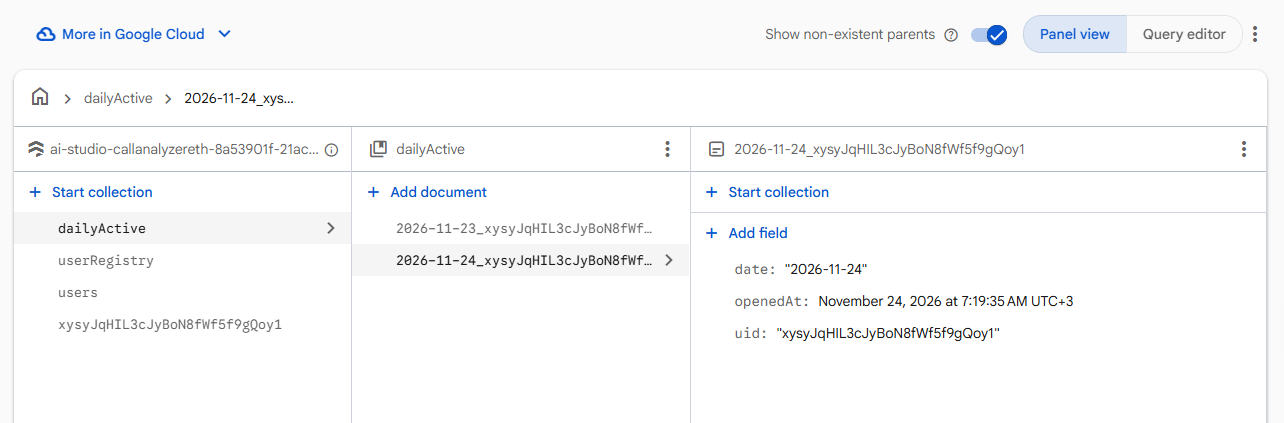 More in Google Cloud
Show non-existent parents
Panel view
Query editor
dailyActive
2026-11-24_xys...
ai-studio-callanalyzereth-8a53901f-21ac...
dailyActive
2026-11-24_xysyJqHIL3cJyBoN8fWf5f9gQoy1
+ Start collection
+ Add document
+ Start collection
dailyActive
userRegistry
users
xysyJqHIL3cJyBoN8fWf5f9gQoy1
2026-11-23_xysyJqHIL3cJyBoN8fWf…
2026-11-24_xysyJqHIL3cJyBoN8fWf…
+ Add field
date: "2026-11-24"
openedAt: November 24, 2026 at 7:19:35 AM UTC+3
uid: "xysyJqHIL3cJyBoN8fWf5f9gQoy1"